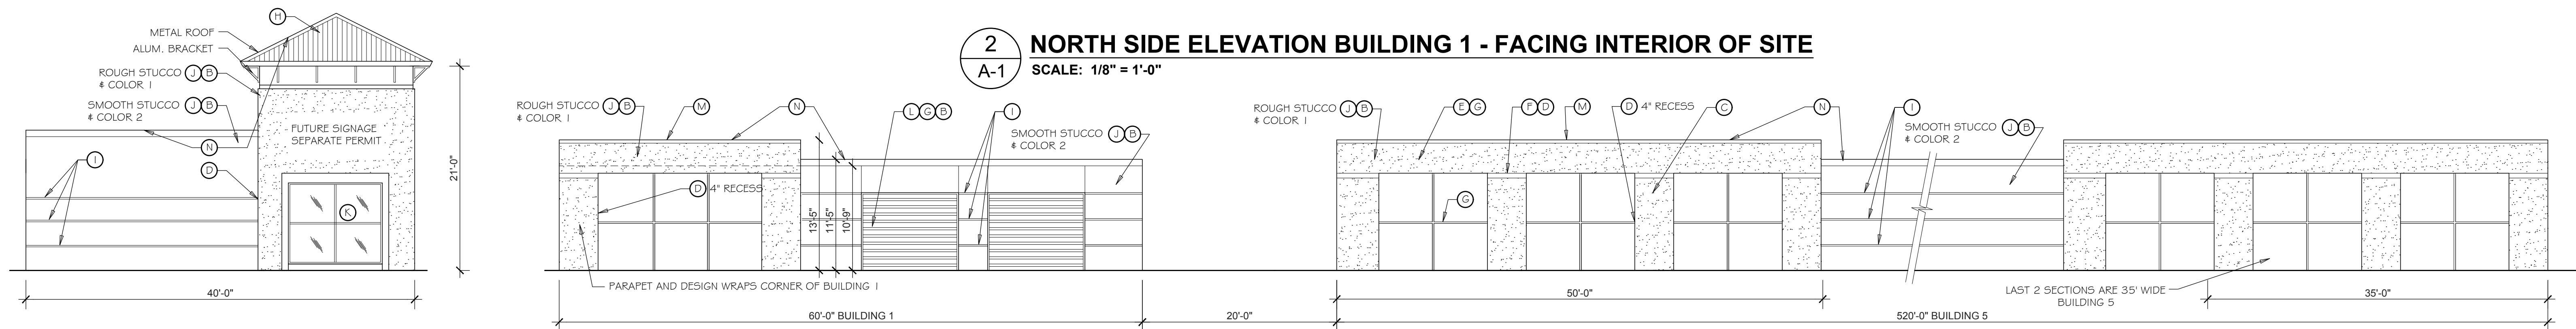 2
A-1
NORTH SIDE ELEVATION BUILDING 1 - FACING INTERIOR OF SITE
SCALE: 1/8" = 1'-0"
H
METAL ROOF
ALUM. BRACKET
ROUGH STUCCO J B
& COLOR 1
SMOOTH STUCCO J B
& COLOR 2
FUTURE SIGNAGE
SEPARATE PERMIT
N
I
D
K
21'-0"
40'-0"
ROUGH STUCCO J B
& COLOR 1
M
N
L G B
I
SMOOTH STUCCO J B
& COLOR 2
D 4" RECESS
13'-5"
11'-5"
10'-9"
PARAPET AND DESIGN WRAPS CORNER OF BUILDING 1
60'-0" BUILDING 1
20'-0"
ROUGH STUCCO J B
& COLOR 1
E G
F D
M
D 4" RECESS
C
N
I
SMOOTH STUCCO J B
& COLOR 2
G
50'-0"
LAST 2 SECTIONS ARE 35' WIDE
BUILDING 5
35'-0"
520'-0" BUILDING 5